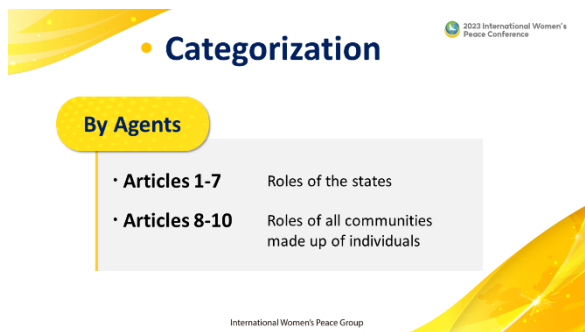 2023 International Women's
Peace Conference
• Categorization
By Agents
· Articles 1-7 Roles of the states
· Articles 8-10 Roles of all communities
made up of individuals
International Women's Peace Group